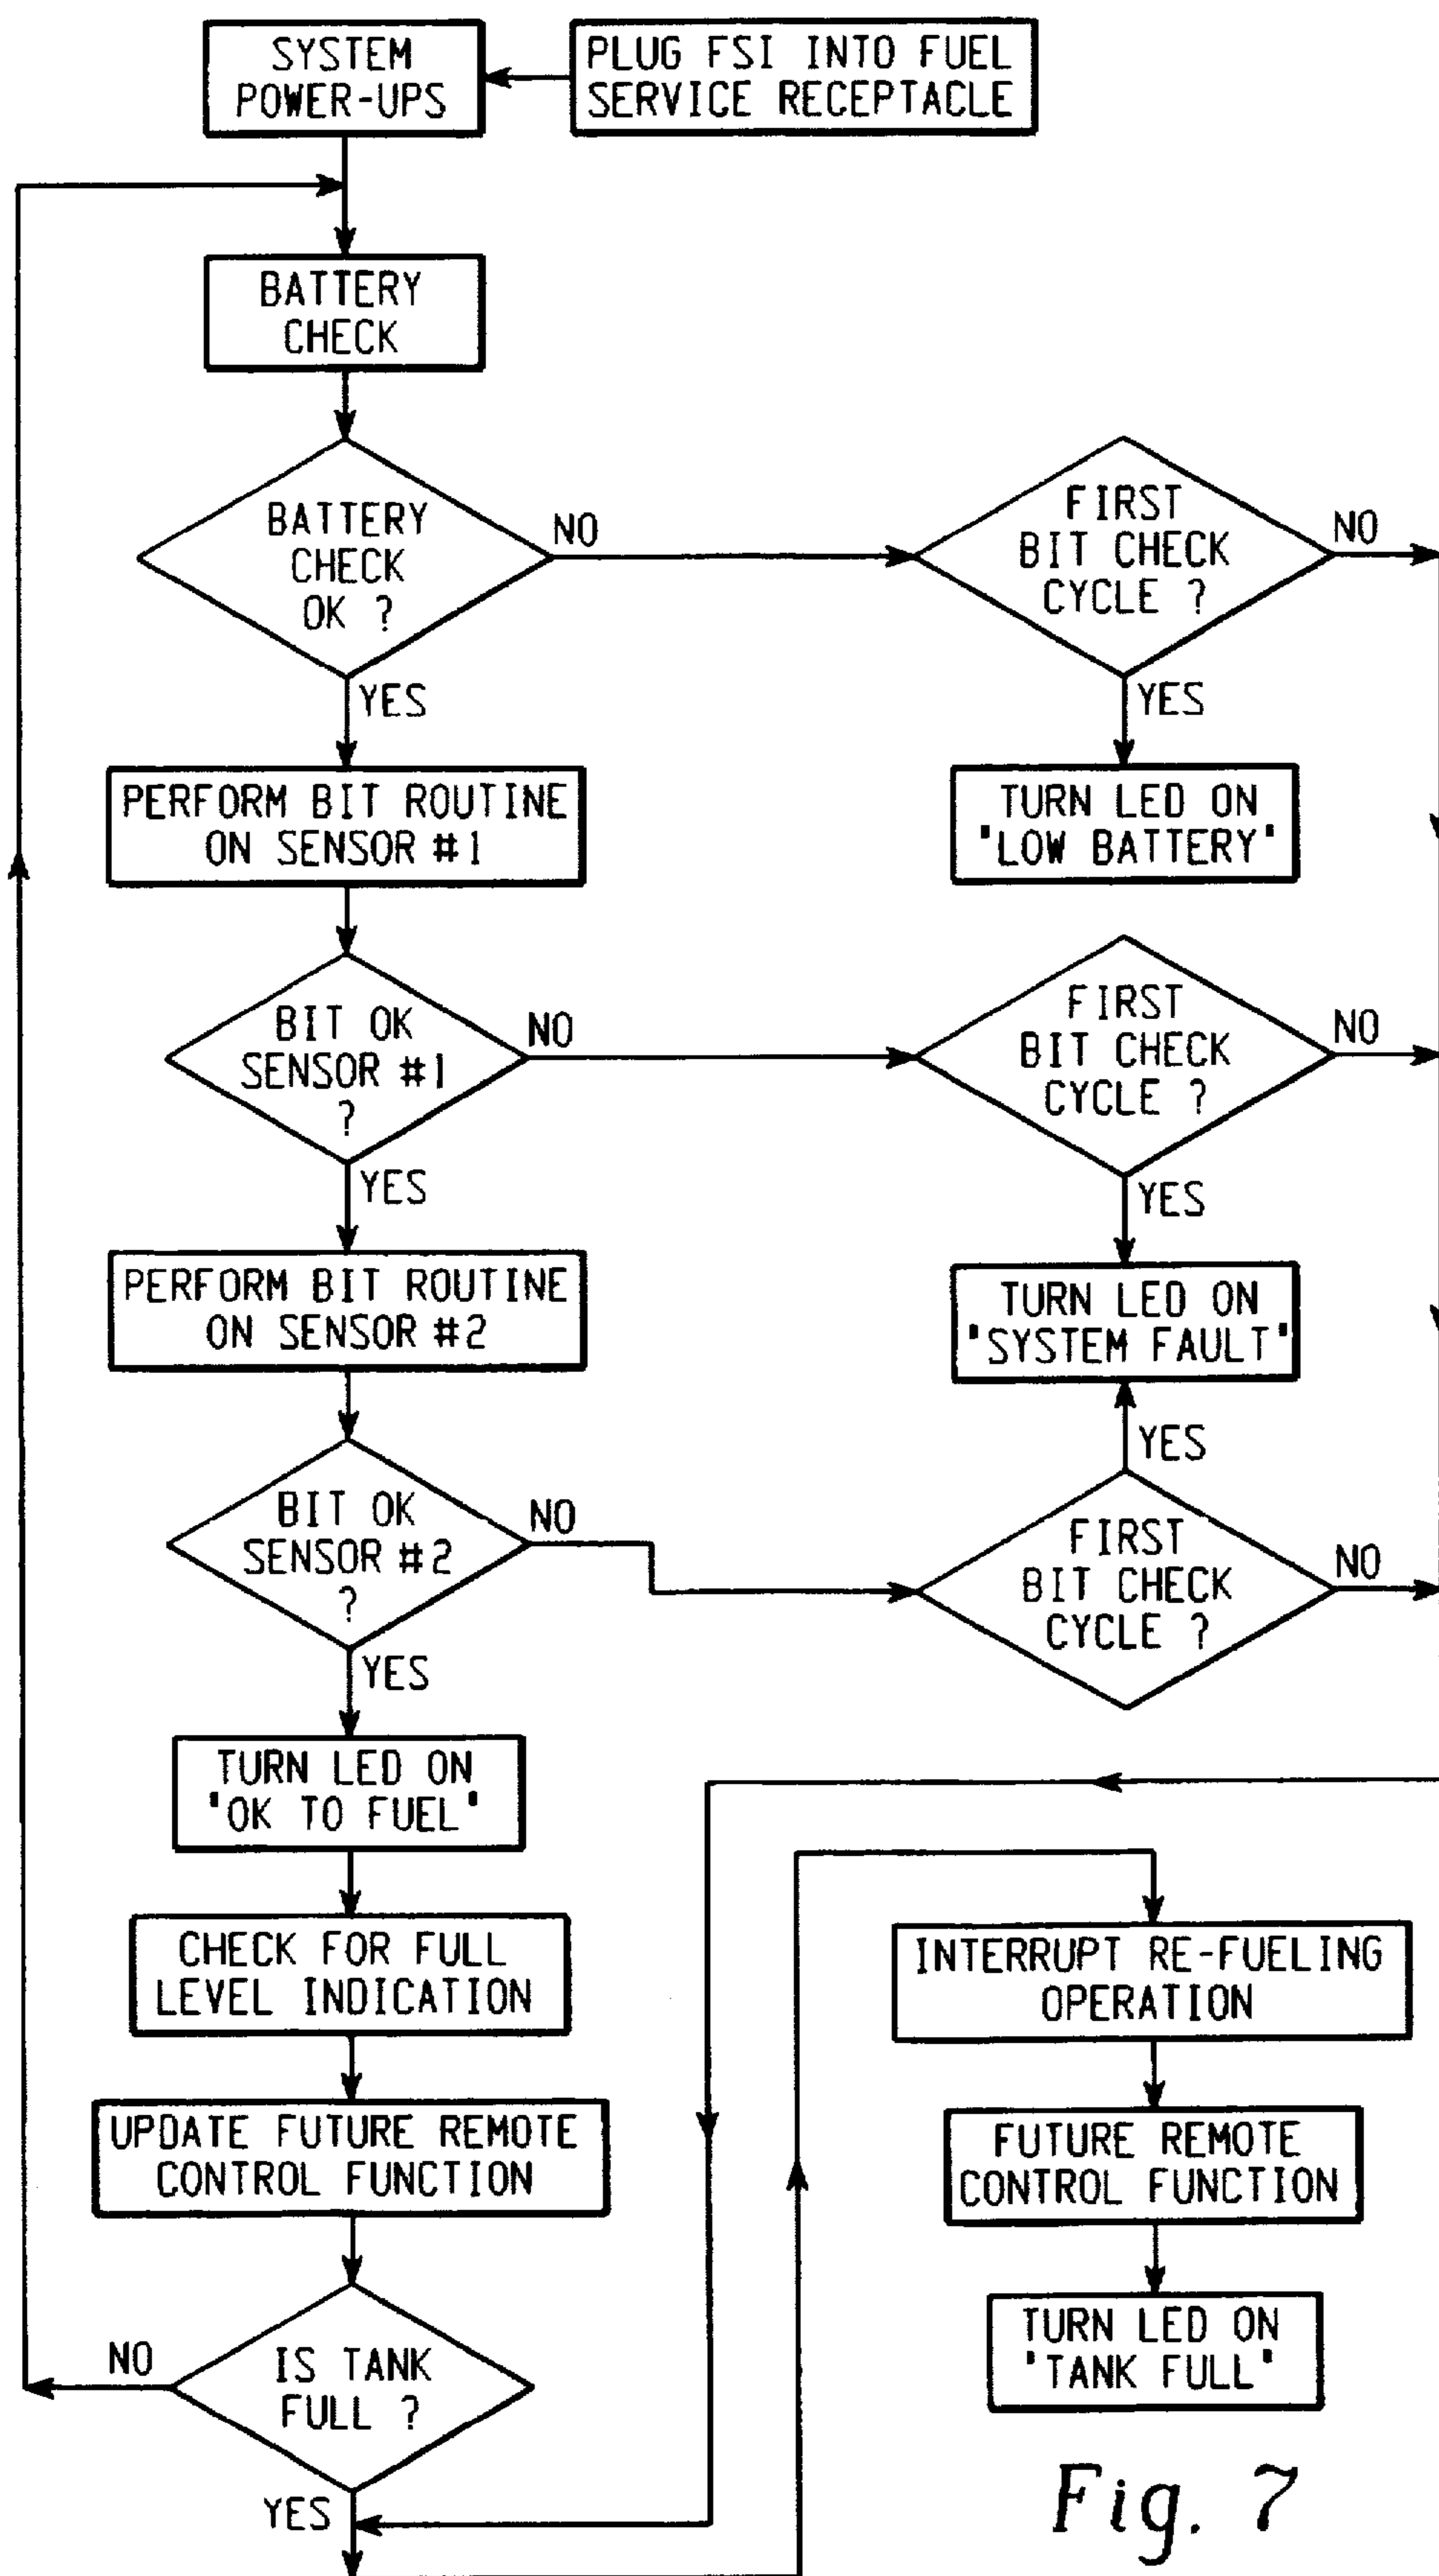 SYSTEM
POWER-UPS
PLUG FSI INTO FUEL
SERVICE RECEPTACLE
BATTERY
CHECK
BATTERY
CHECK
OK ?
NO
YES
FIRST
BIT CHECK
CYCLE ?
NO
YES
PERFORM BIT ROUTINE
ON SENSOR #1
TURN LED ON
"LOW BATTERY"
BIT OK
SENSOR #1
?
NO
YES
FIRST
BIT CHECK
CYCLE ?
NO
YES
PERFORM BIT ROUTINE
ON SENSOR #2
TURN LED ON
"SYSTEM FAULT"
YES
BIT OK
SENSOR #2
?
NO
YES
FIRST
BIT CHECK
CYCLE ?
NO
TURN LED ON
"OK TO FUEL"
CHECK FOR FULL
LEVEL INDICATION
UPDATE FUTURE REMOTE
CONTROL FUNCTION
IS TANK
FULL ?
NO
YES
INTERRUPT RE-FUELING
OPERATION
FUTURE REMOTE
CONTROL FUNCTION
TURN LED ON
"TANK FULL"
Fig. 7